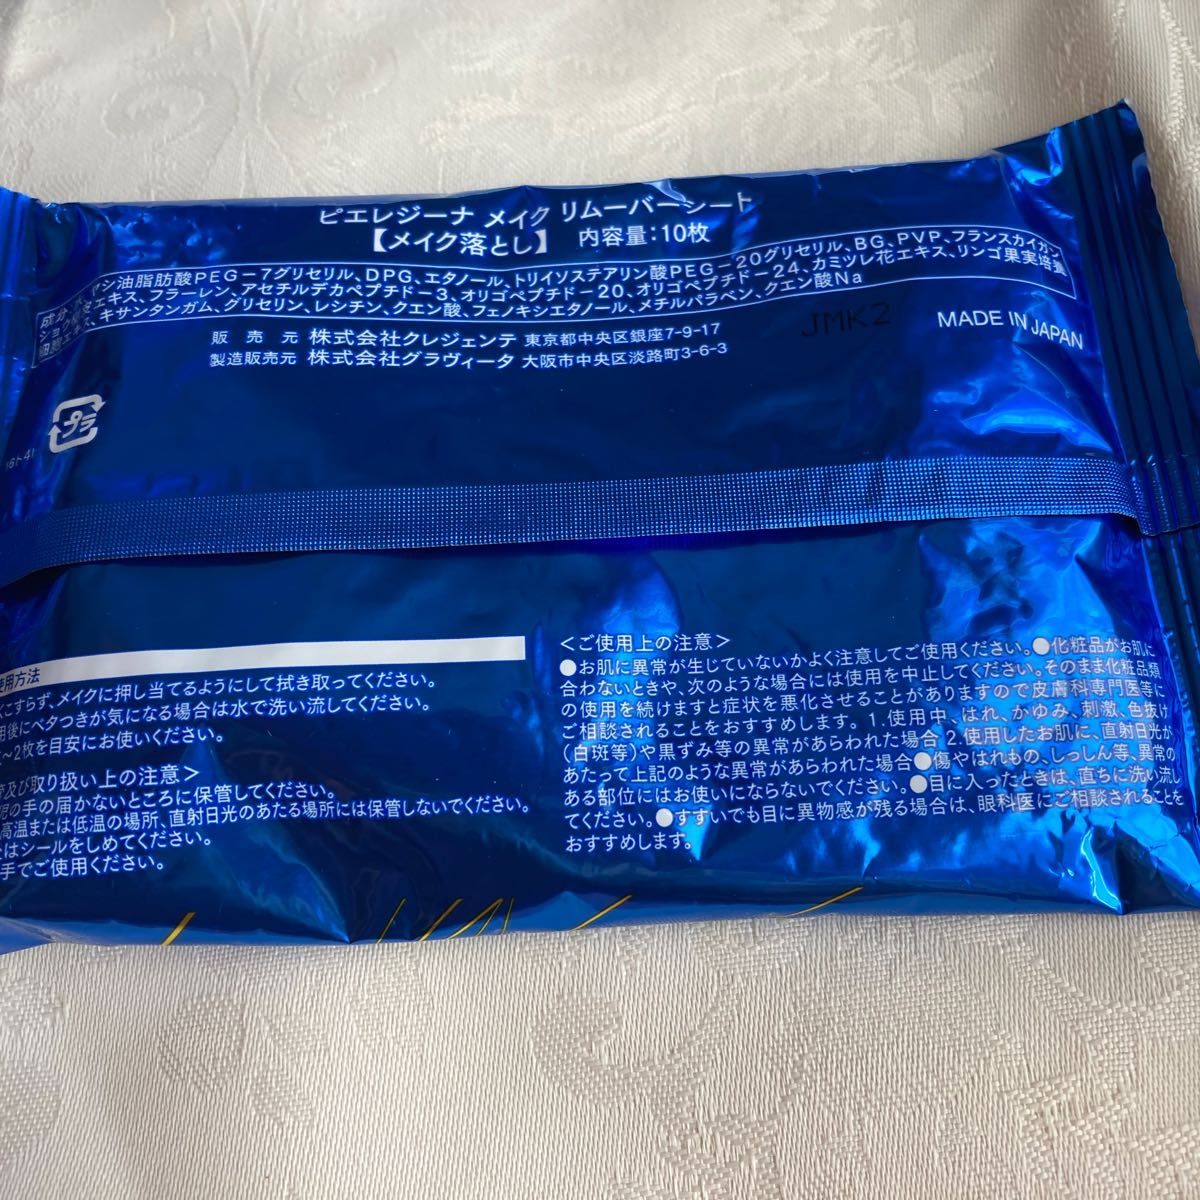 ピエレジーナ メイク リムーバーシート
【メイク落とし】 内容量:10枚
ヤシ油脂肪酸PEG-7グリセリル、DPG、エタノール、トリイソステアリン酸PEG-20グリセリル、BG、PVP、フランスカイガン
エキス、フラーレン、アセチルデカペプチド-3、オリゴペプチド-20、オリゴペプチド-24、カミツレ花エキス、リンゴ果実培養
キサンタンガム、グリセリン、レシチン、クエン酸、フェノキシエタノール、メチルパラベン、クエン酸Na
販売元 株式会社クレジェンテ 東京都中央区銀座7-9-17
製造販売元 株式会社グラヴィータ 大阪市中央区淡路町3-6-3
JMK2
MADE IN JAPAN
プラ
使用方法
こすらず、メイクに押し当てるようにして拭き取ってください。
用後にベタつきが気になる場合は水で洗い流してください。
~2枚を目安にお使いください。
及び取り扱い上の注意>
児の手の届かないところに保管してください。
高温または低温の場所、直射日光のあたる場所には保管しないでください。
はシールをしめてください。
手でご使用ください。
<ご使用上の注意>
●お肌に異常が生じていないかよく注意してご使用ください。●化粧品がお肌に
合わないときや、次のような場合には使用を中止してください。そのまま化粧品類
の使用を続けますと症状を悪化させることがありますので皮膚科専門医等に
ご相談されることをおすすめします。1.使用中、はれ、かゆみ、刺激、色抜け
(白斑等)や黒ずみ等の異常があらわれた場合 2.使用したお肌に、直射日光が
あたって上記のような異常があらわれた場合●傷やはれもの、しっしん等、異常の
ある部位にはお使いにならないでください。●目に入ったときは、直ちに洗い流し
てください。●すすいでも目に異物感が残る場合は、眼科医にご相談されることを
おすすめします。